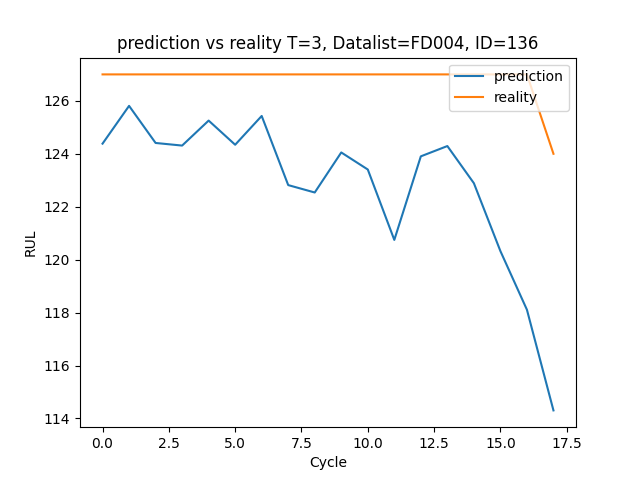 prediction vs reality T=3, Datalist=FD004, ID=136
prediction
reality
126
124
122
120
118
116
114
RUL
0.0 2.5 5.0 7.5 10.0 12.5 15.0 17.5
Cycle